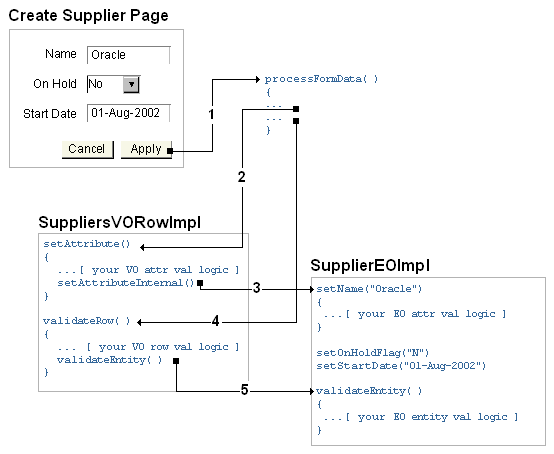 Create Supplier Page
Name Oracle
On Hold No
Start Date 01-Aug-2002
Cancel Apply
1
processFormData( )
{
...
...
}
2
SuppliersVORowImpl
setAttribute()
{
...[ your VO attr val logic ]
setAttributeInternal()
}
validateRow( )
{
... [ your VO row val logic ]
validateEntity( )
}
3
4
5
SupplierEOImpl
setName("Oracle")
{
...[ your EO attr val logic ]
}
setOnHoldFlag("N")
setStartDate("01-Aug-2002")
validateEntity( )
{
...[ your EO entity val logic ]
}